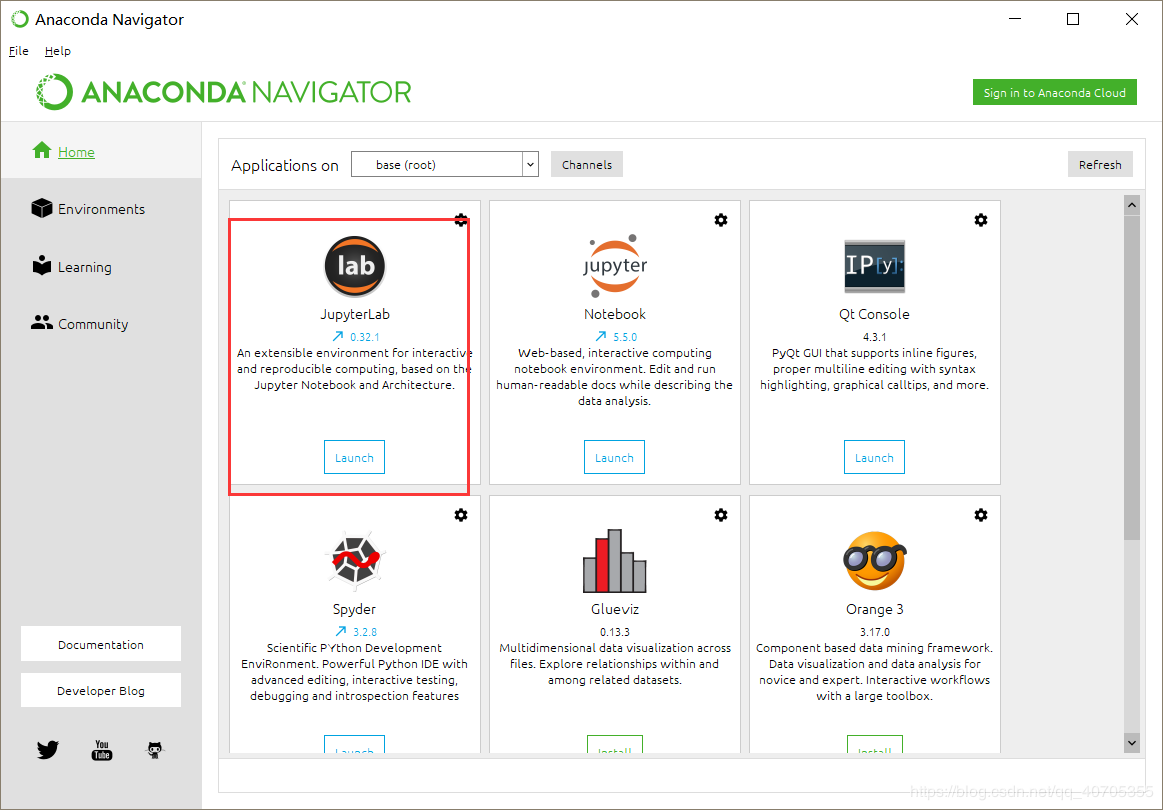 Anaconda Navigator
File Help
ANACONDA NAVIGATOR
Sign in to Anaconda Cloud
Home
Environments
Learning
Community
Documentation
Developer Blog
You
Tube
Applications on base (root) Channels Refresh
lab
JupyterLab
0.32.1
An extensible environment for interactive
and reproducible computing, based on the
Jupyter Notebook and Architecture.
Launch
jupyter
Notebook
5.5.0
Web-based, interactive computing
notebook environment. Edit and run
human-readable docs while describing the
data analysis.
Launch
IP[y]:
Qt Console
4.3.1
PyQt GUI that supports inline figures,
proper multiline editing with syntax
highlighting, graphical calltips, and more.
Launch
Spyder
3.2.8
Scientific PYthon Development
EnviRonment. Powerful Python IDE with
advanced editing, interactive testing,
debugging and introspection features
Launch
Glueviz
0.13.3
Multidimensional data visualization across
files. Explore relationships within and
among related datasets.
Install
Orange 3
3.17.0
Component based data mining framework.
Data visualization and data analysis for
novice and expert. Interactive workflows
with a large toolbox.
Install
https://blog.csdn.net/qq_40705355